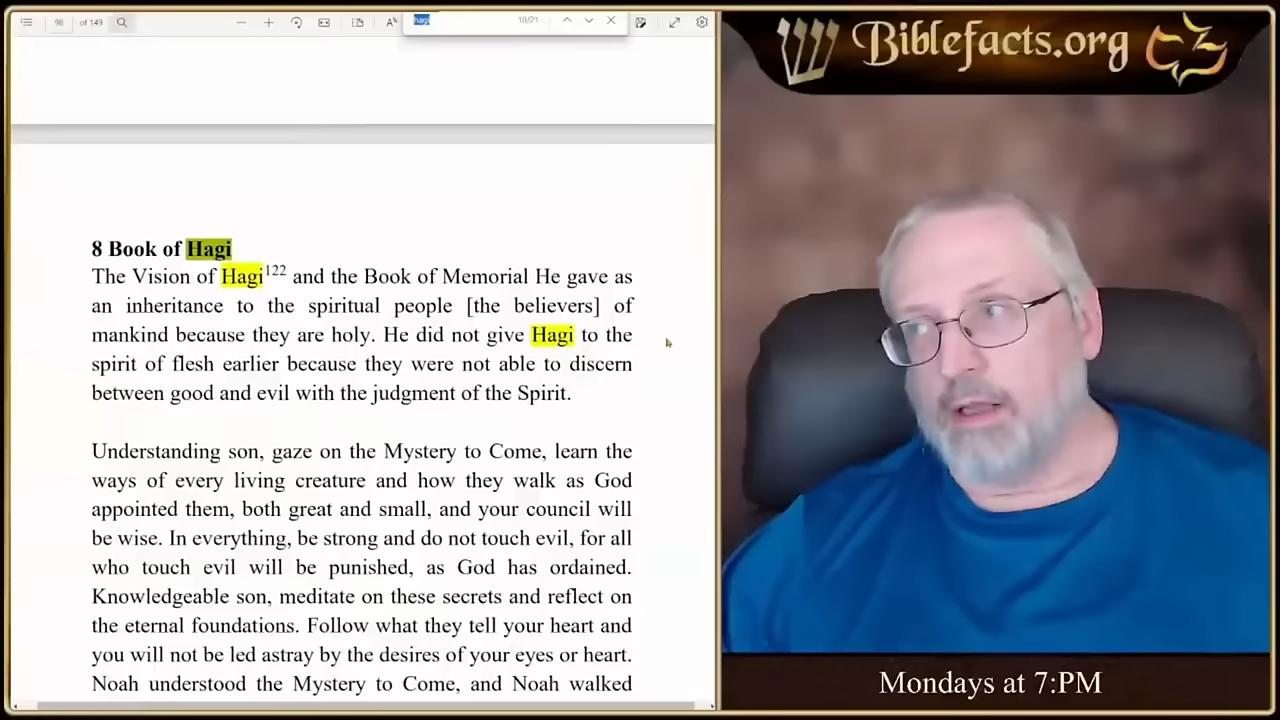 98 of 149
hagi 10/21
8 Book of Hagi
The Vision of Hagi122 and the Book of Memorial He gave as
an inheritance to the spiritual people [the believers] of
mankind because they are holy. He did not give Hagi to the
spirit of flesh earlier because they were not able to discern
between good and evil with the judgment of the Spirit.
Understanding son, gaze on the Mystery to Come, learn the
ways of every living creature and how they walk as God
appointed them, both great and small, and your council will
be wise. In everything, be strong and do not touch evil, for all
who touch evil will be punished, as God has ordained.
Knowledgeable son, meditate on these secrets and reflect on
the eternal foundations. Follow what they tell your heart and
you will not be led astray by the desires of your eyes or heart.
Noah understood the Mystery to Come, and Noah walked
Biblefacts.org
Mondays at 7:PM